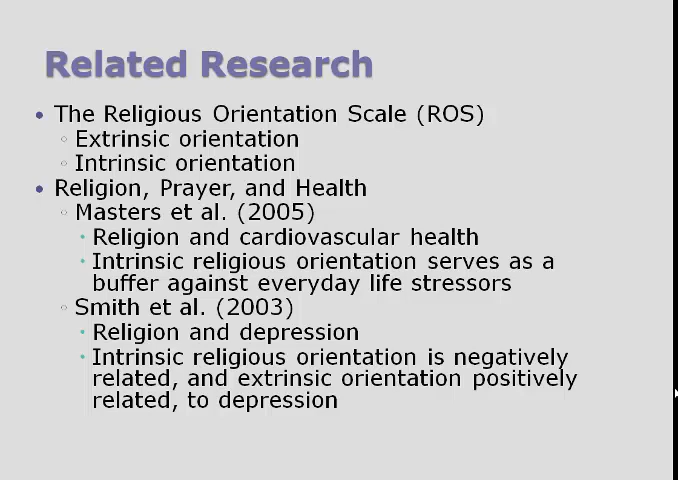 Related Research
• The Religious Orientation Scale (ROS)
◦ Extrinsic orientation
◦ Intrinsic orientation
• Religion, Prayer, and Health
◦ Masters et al. (2005)
• Religion and cardiovascular health
• Intrinsic religious orientation serves as a
buffer against everyday life stressors
◦ Smith et al. (2003)
• Religion and depression
• Intrinsic religious orientation is negatively
related, and extrinsic orientation positively
related, to depression